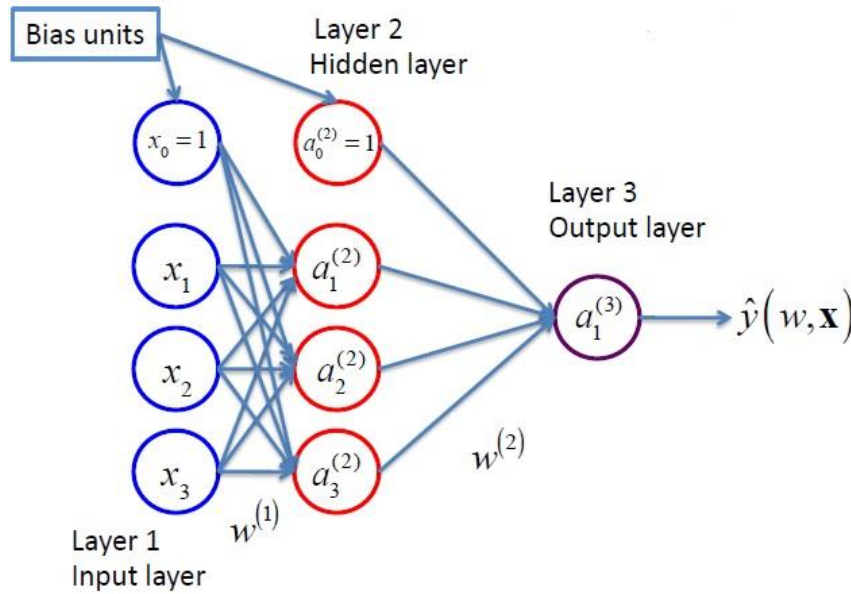 Bias units
Layer 2
Hidden layer
x₀ = 1
a₀⁽²⁾ = 1
Layer 3
Output layer
x₁
a₁⁽²⁾
a₁⁽³⁾
ŷ(w, 𝐱)
x₂
a₂⁽²⁾
x₃
a₃⁽²⁾
w⁽²⁾
w⁽¹⁾
Layer 1
Input layer